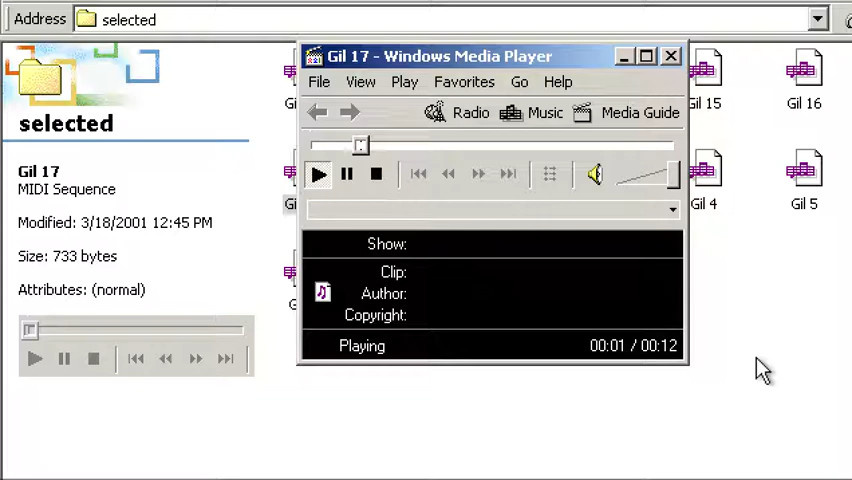 Address selected
Gil 17 - Windows Media Player
File View Play Favorites Go Help
Radio Music Media Guide
selected
Gil 17
MIDI Sequence
Modified: 3/18/2001 12:45 PM
Size: 733 bytes
Attributes: (normal)
Show:
Clip:
Author:
Copyright:
Playing 00:01 / 00:12
Gil 15
Gil 16
Gil 4
Gil 5